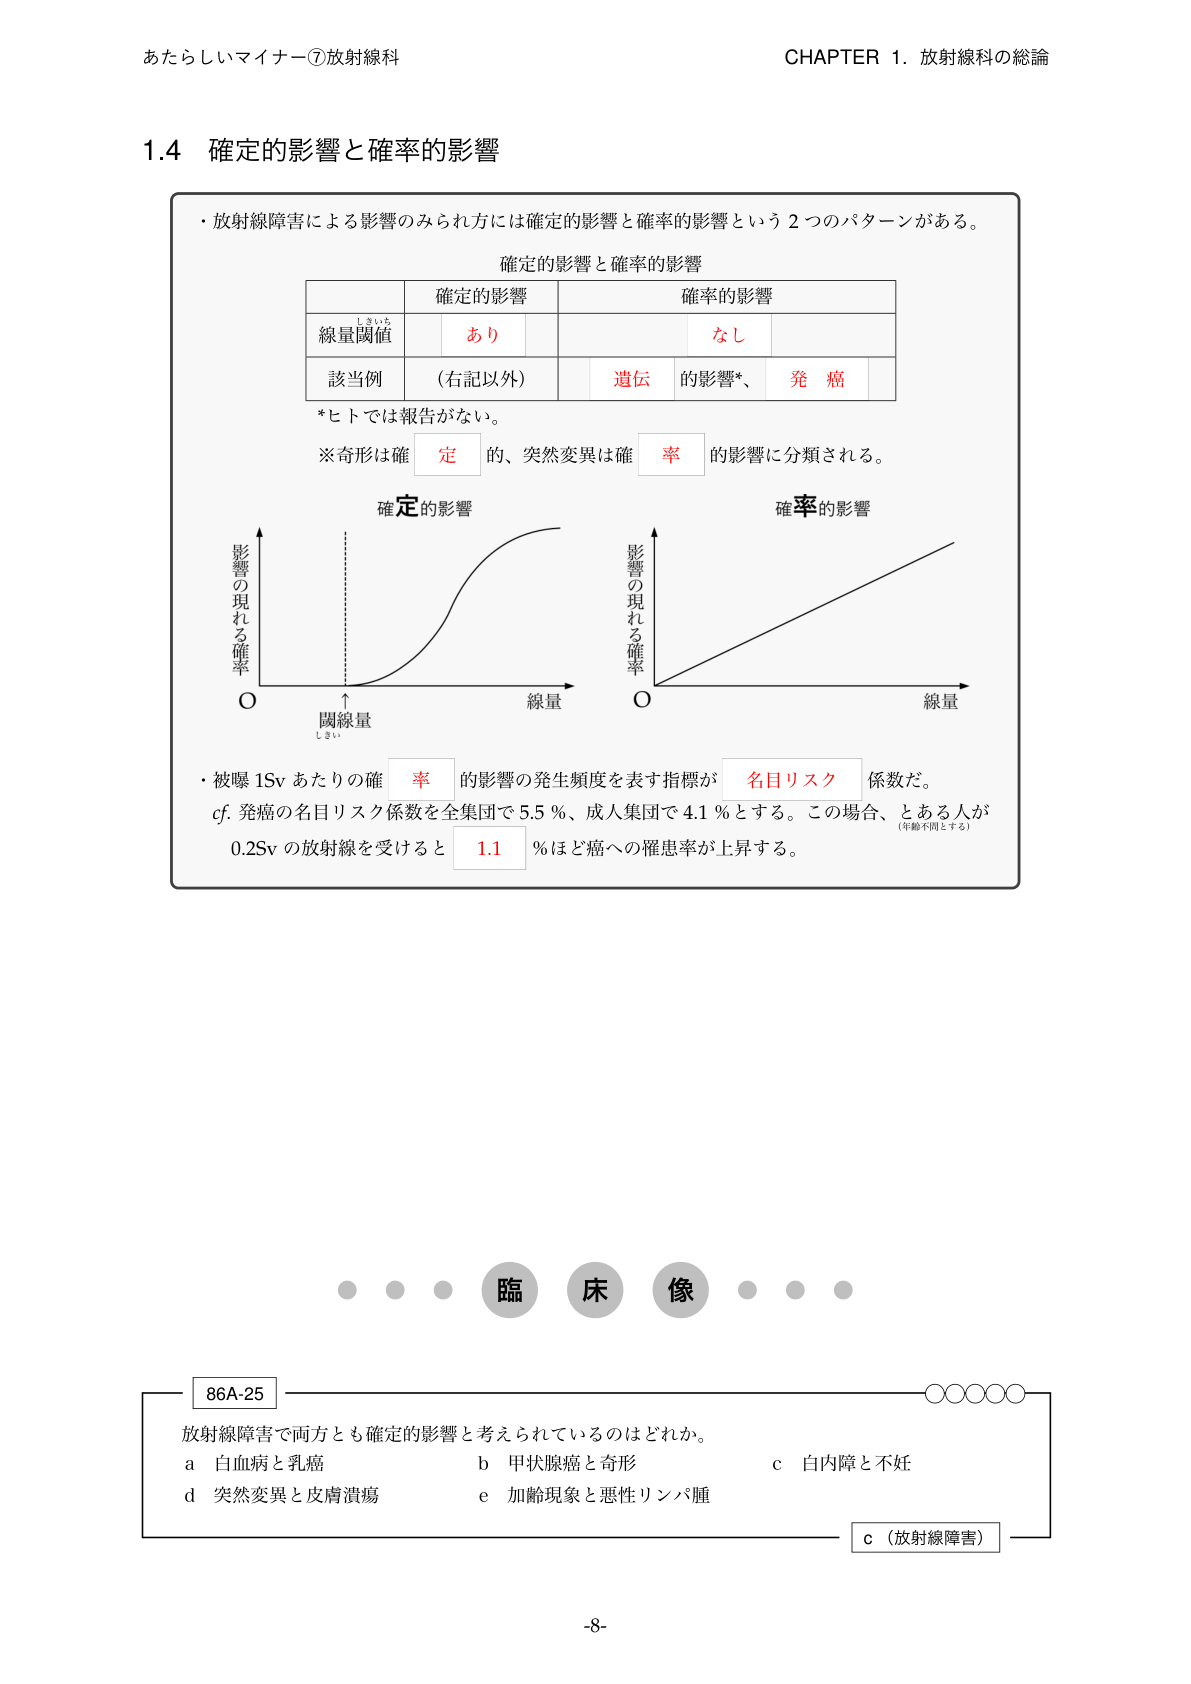 あたらしいマイナー⑦放射線科
CHAPTER 1. 放射線科の総論
1.4 確定的影響と確率的影響
・放射線障害による影響のみられ方には確定的影響と確率的影響という 2 つのパターンがある。
確定的影響と確率的影響
確定的影響 確率的影響
しきいち
線量閾値 あり なし
該当例 （右記以外） 遺伝 的影響*、 発 癌
*ヒトでは報告がない。
※奇形は確 定 的、突然変異は確 率 的影響に分類される。
確定的影響
影響の現れる確率
O
↑
閾線量
しきい
線量
確率的影響
影響の現れる確率
O
線量
・被曝 1Sv あたりの確 率 的影響の発生頻度を表す指標が 名目リスク 係数だ。
cf. 発癌の名目リスク係数を全集団で 5.5 %、成人集団で 4.1 %とする。この場合、とある人が
（年齢不問とする）
0.2Sv の放射線を受けると 1.1 %ほど癌への罹患率が上昇する。
臨 床 像
86A-25
放射線障害で両方とも確定的影響と考えられているのはどれか。
a 白血病と乳癌 b 甲状腺癌と奇形 c 白内障と不妊
d 突然変異と皮膚潰瘍 e 加齢現象と悪性リンパ腫
c （放射線障害）
-8-